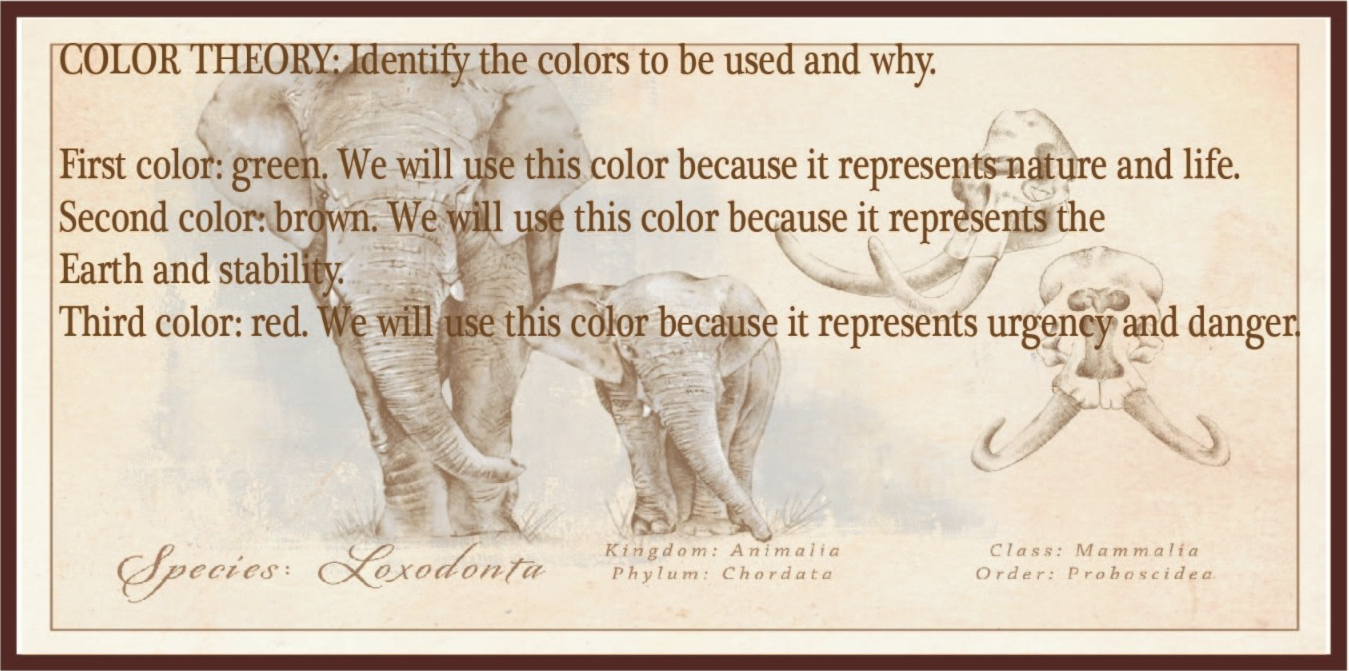 COLOR THEORY: Identify the colors to be used and why.
First color: green. We will use this color because it represents nature and life.
Second color: brown. We will use this color because it represents the
Earth and stability.
Third color: red. We will use this color because it represents urgency and danger.
Species: Loxodonta
Kingdom: Animalia
Phylum: Chordata
Class: Mammalia
Order: Proboscidea